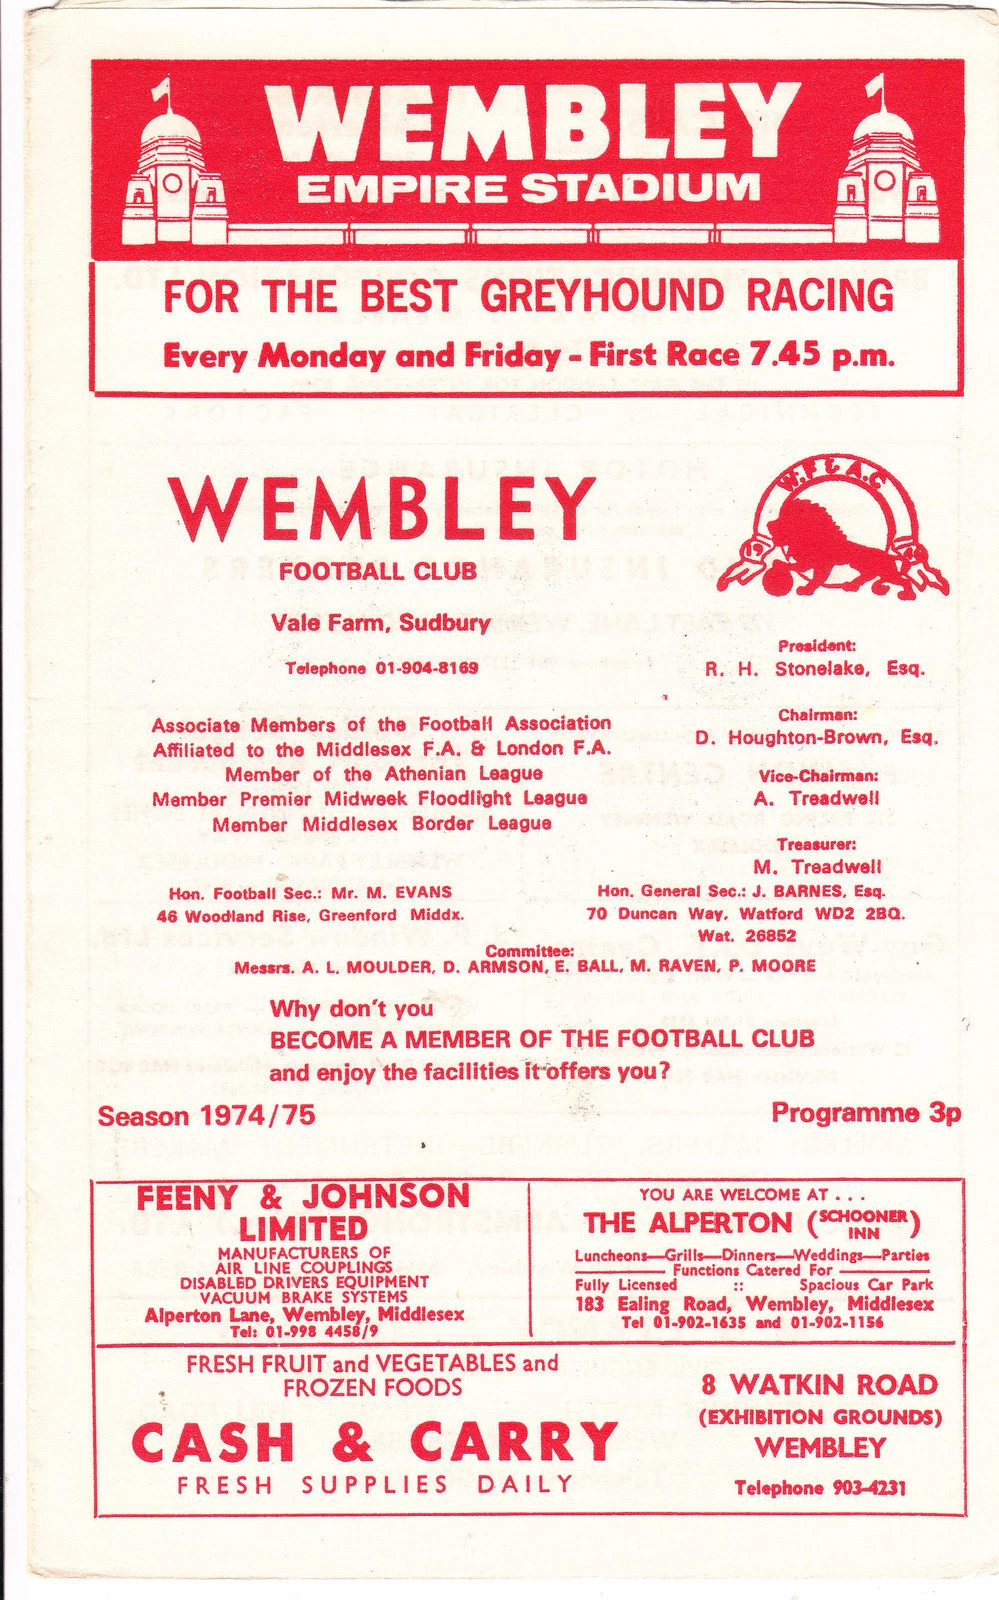 WEMBLEY
EMPIRE STADIUM
FOR THE BEST GREYHOUND RACING
Every Monday and Friday - First Race 7.45 p.m.
WEMBLEY
FOOTBALL CLUB
Vale Farm, Sudbury
Telephone 01-904-8169
W.F & A.C
19
46
President:
R. H. Stonelake, Esq.
Chairman:
D. Houghton-Brown, Esq.
Vice-Chairman:
A. Treadwell
Treasurer:
M. Treadwell
Associate Members of the Football Association
Affiliated to the Middlesex F.A. & London F.A.
Member of the Athenian League
Member Premier Midweek Floodlight League
Member Middlesex Border League
Hon. Football Sec.: Mr. M. EVANS
46 Woodland Rise, Greenford Middx.
Hon. General Sec.: J. BARNES, Esq.
70 Duncan Way, Watford WD2 2BQ.
Wat. 26852
Committee:
Messrs. A. L. MOULDER, D. ARMSON, E. BALL, M. RAVEN, P. MOORE
Why don't you
BECOME A MEMBER OF THE FOOTBALL CLUB
and enjoy the facilities it offers you?
Season 1974/75
Programme 3p
FEENY & JOHNSON
LIMITED
MANUFACTURERS OF
AIR LINE COUPLINGS
DISABLED DRIVERS EQUIPMENT
VACUUM BRAKE SYSTEMS
Alperton Lane, Wembley, Middlesex
Tel: 01-998 4458/9
YOU ARE WELCOME AT . . .
THE ALPERTON (SCHOONER INN)
Luncheons—Grills—Dinners—Weddings—Parties
Functions Catered For
Fully Licensed :: Spacious Car Park
183 Ealing Road, Wembley, Middlesex
Tel 01-902-1635 and 01-902-1156
FRESH FRUIT and VEGETABLES and
FROZEN FOODS
CASH & CARRY
FRESH SUPPLIES DAILY
8 WATKIN ROAD
(EXHIBITION GROUNDS)
WEMBLEY
Telephone 903-4231